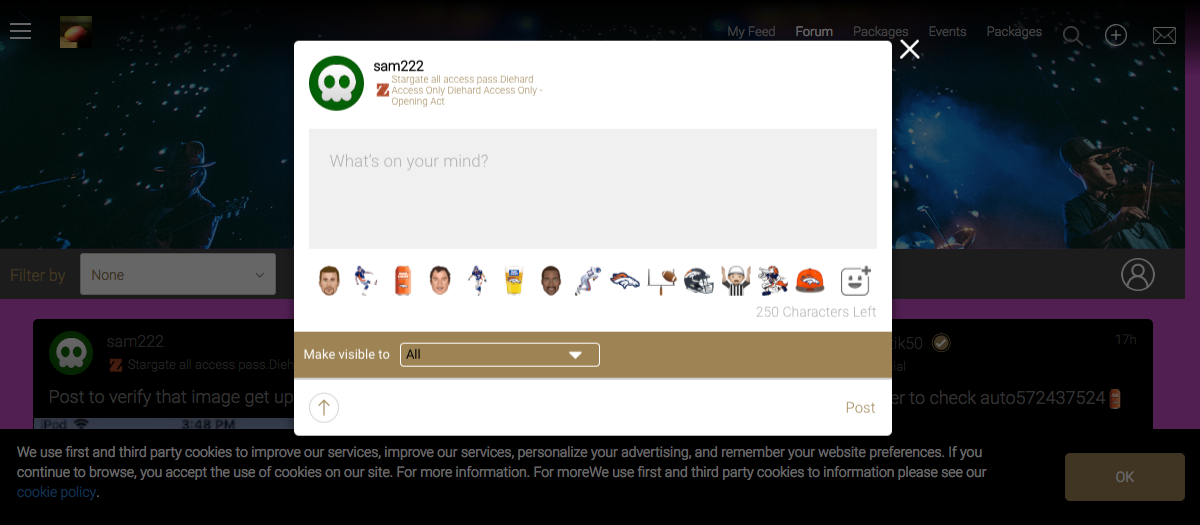 My Feed Forum Packages Events Packages
sam222
Stargate all access pass.Diehard
Access Only Diehard Access Only -
Opening Act
What's on your mind?
Filter by None
250 Characters Left
Make visible to All
sam222
Stargate all access pass.Dieh
Post to verify that image get up
iPod 3:48 PM
ik50 17h
ial
er to check auto572437524
Post
We use first and third party cookies to improve our services, improve our services, personalize your advertising, and remember your website preferences. If you
continue to browse, you accept the use of cookies on our site. For more information. For moreWe use first and third party cookies to information please see our
cookie policy.
OK